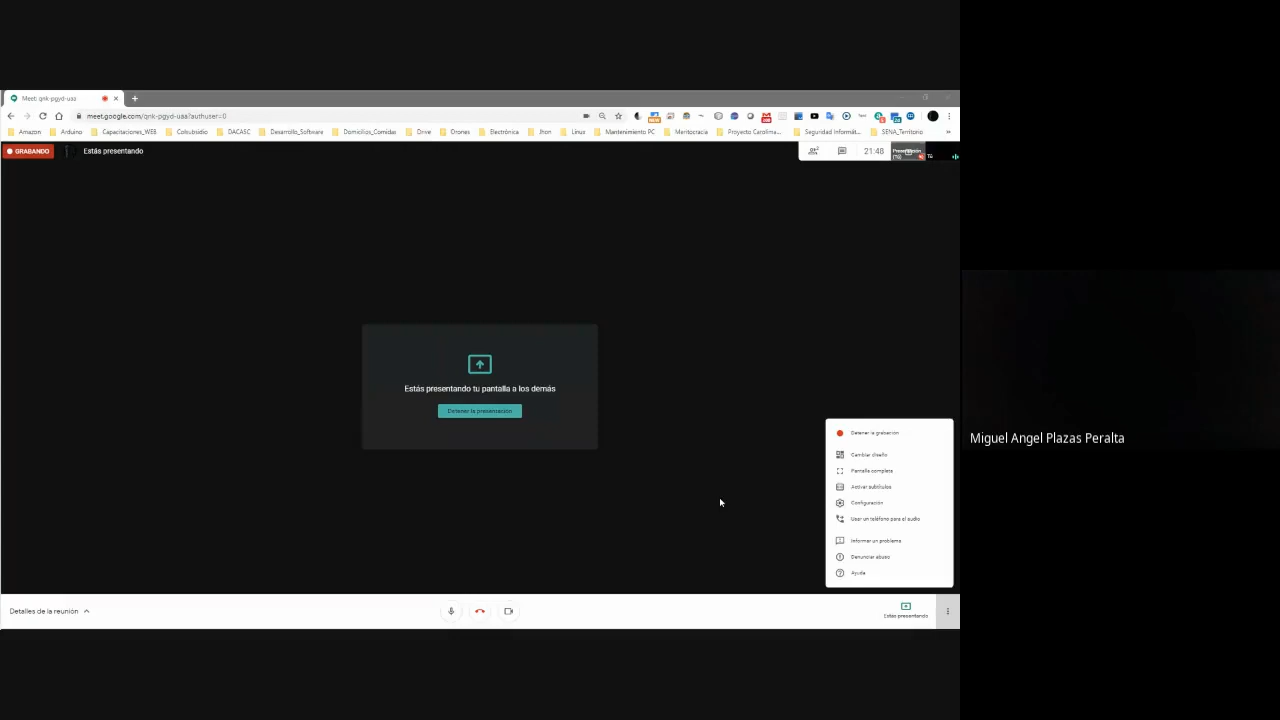 Meet: qnk-pgyd-uaa
meet.google.com/qnk-pgyd-uaa?authuser=0
Amazon Arduino Capacitaciones_WEB Colsubsidio DACASC Desarrollo_Software Domicilios_Comidas Drive Drones Electrónica Jhon Linux Mantenimiento PC Meritocracia Proyecto Carolima... Seguridad Informát... SENA_Territorio »
GRABANDO Estás presentando 21:48 Tú
Estás presentando tu pantalla a los demás
Detener la presentación
Detener la grabación
Cambiar diseño
Pantalla completa
Activar subtítulos
Configuración
Usar un teléfono para el audio
Informar un problema
Denunciar abuso
Ayuda
Miguel Angel Plazas Peralta
Detalles de la reunión
Estás presentando